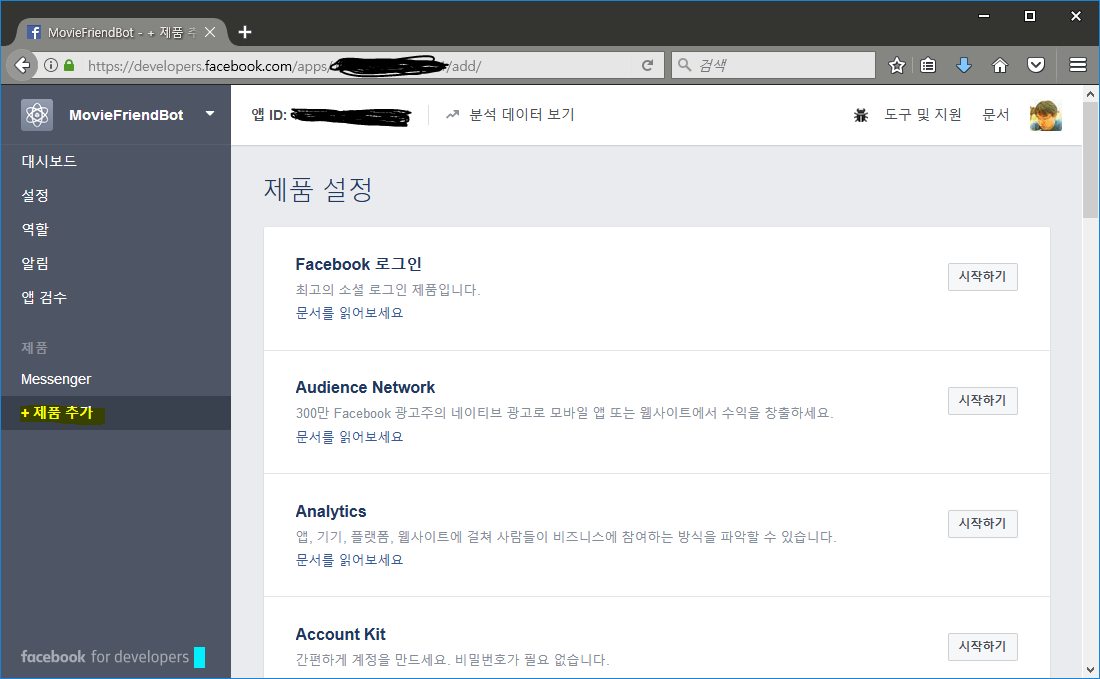 MovieFriendBot - + 제품 추
https://developers.facebook.com/apps/
/add/
검색
MovieFriendBot
앱 ID:
분석 데이터 보기
도구 및 지원
문서
대시보드
설정
역할
알림
앱 검수
제품
Messenger
+ 제품 추가
facebook for developers
제품 설정
Facebook 로그인
최고의 소셜 로그인 제품입니다.
문서를 읽어보세요
시작하기
Audience Network
300만 Facebook 광고주의 네이티브 광고로 모바일 앱 또는 웹사이트에서 수익을 창출하세요.
문서를 읽어보세요
시작하기
Analytics
앱, 기기, 플랫폼, 웹사이트에 걸쳐 사람들이 비즈니스에 참여하는 방식을 파악할 수 있습니다.
문서를 읽어보세요
시작하기
Account Kit
간편하게 계정을 만드세요. 비밀번호가 필요 없습니다.
시작하기